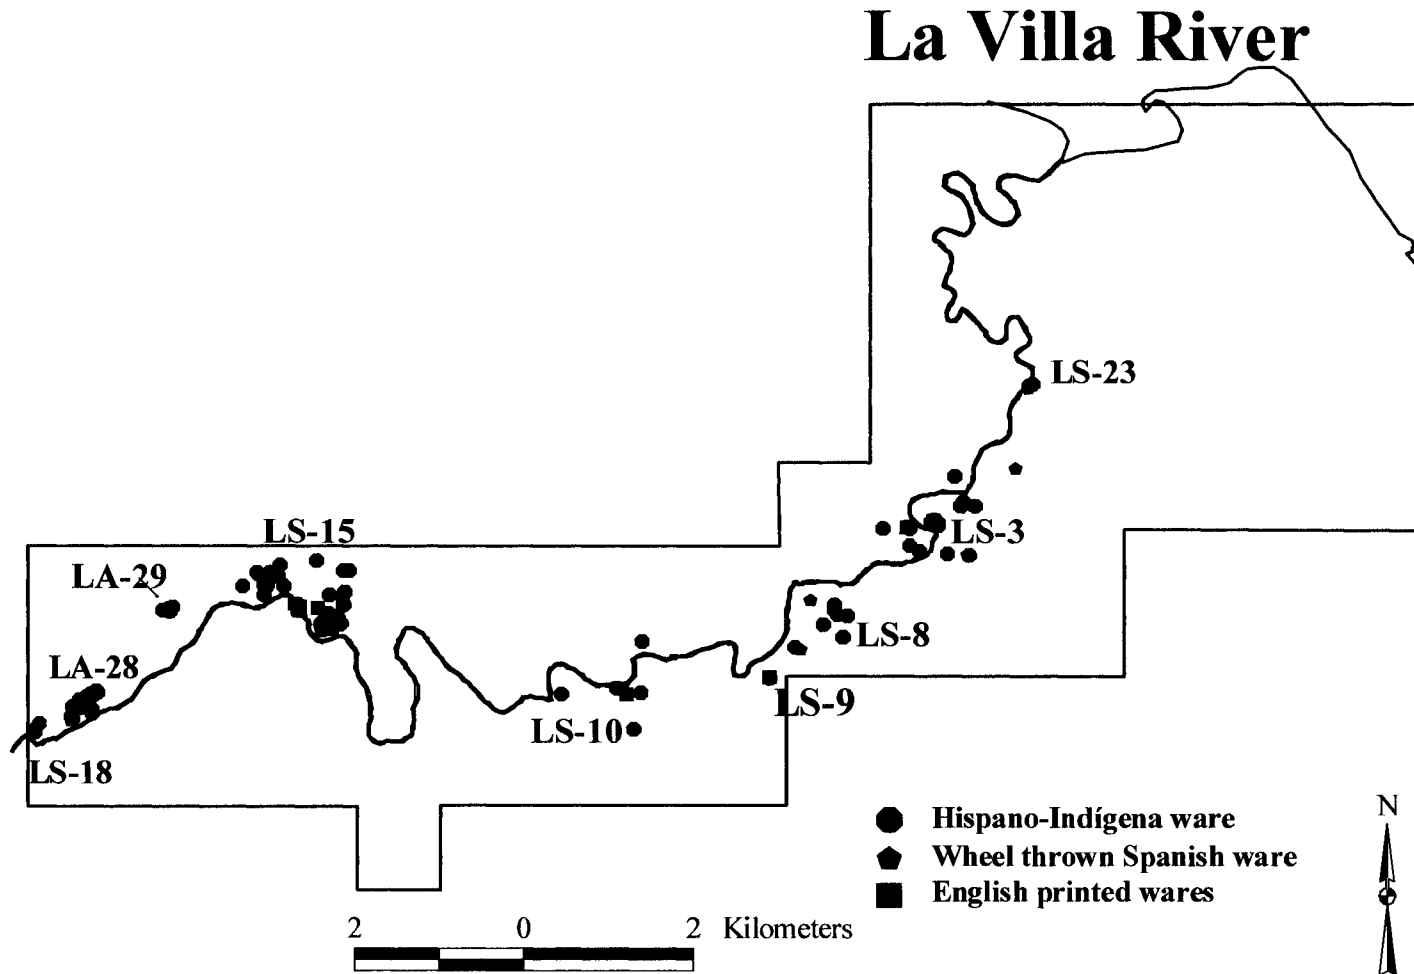 La Villa River
LS-23
LS-3
LS-15
LA-29
LS-8
LA-28
LS-9
LS-10
LS-18
Hispano-Indígena ware
Wheel thrown Spanish ware
English printed wares
N
2 0 2 Kilometers